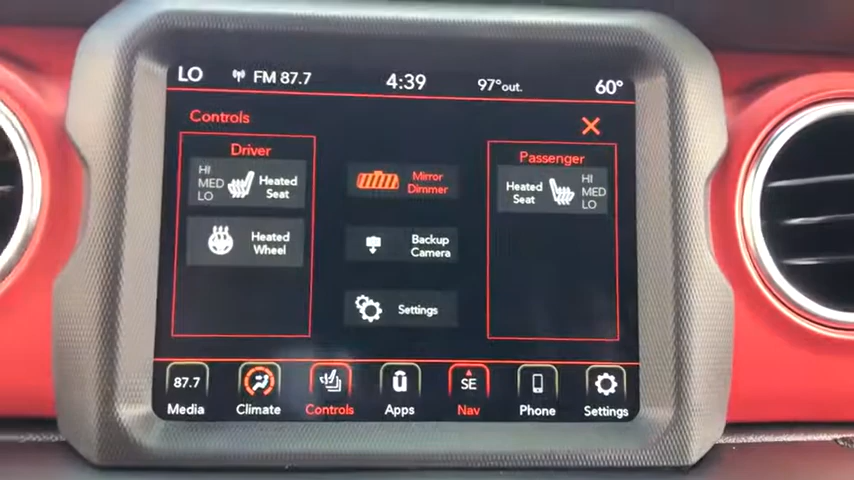 LO FM 87.7 4:39 97°out. 60°
Controls
Driver
HI
MED
LO
Heated
Seat
Heated
Wheel
Mirror
Dimmer
Backup
Camera
Settings
Passenger
Heated
Seat
HI
MED
LO
87.7
SE
Media Climate Controls Apps Nav Phone Settings